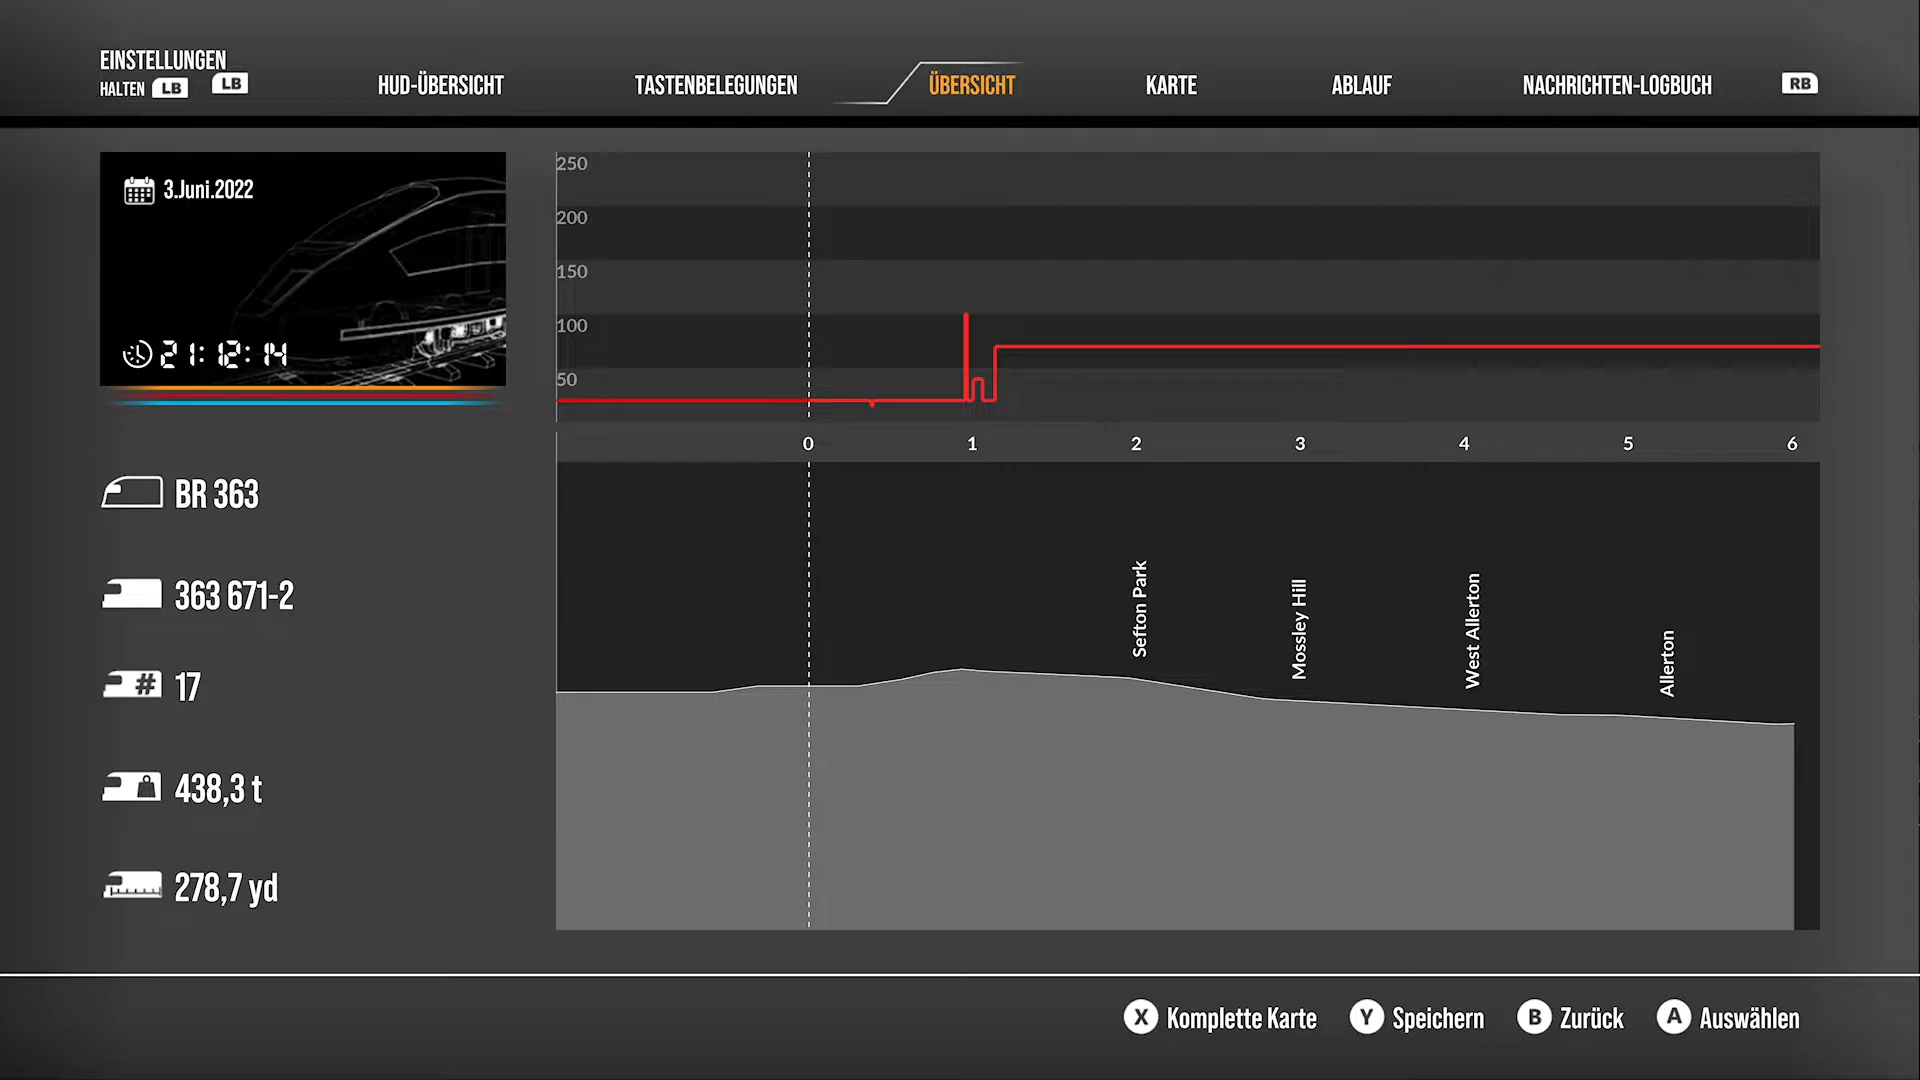 EINSTELLUNGEN
HALTEN LB LB
HUD-ÜBERSICHT
TASTENBELEGUNGEN
ÜBERSICHT
KARTE
ABLAUF
NACHRICHTEN-LOGBUCH
RB
3.Juni.2022
21:12:14
BR 363
363 671-2
# 17
438,3 t
278,7 yd
250
200
150
100
50
0 1 2 3 4 5 6
Sefton Park
Mossley Hill
West Allerton
Allerton
X Komplette Karte
Y Speichern
B Zurück
A Auswählen